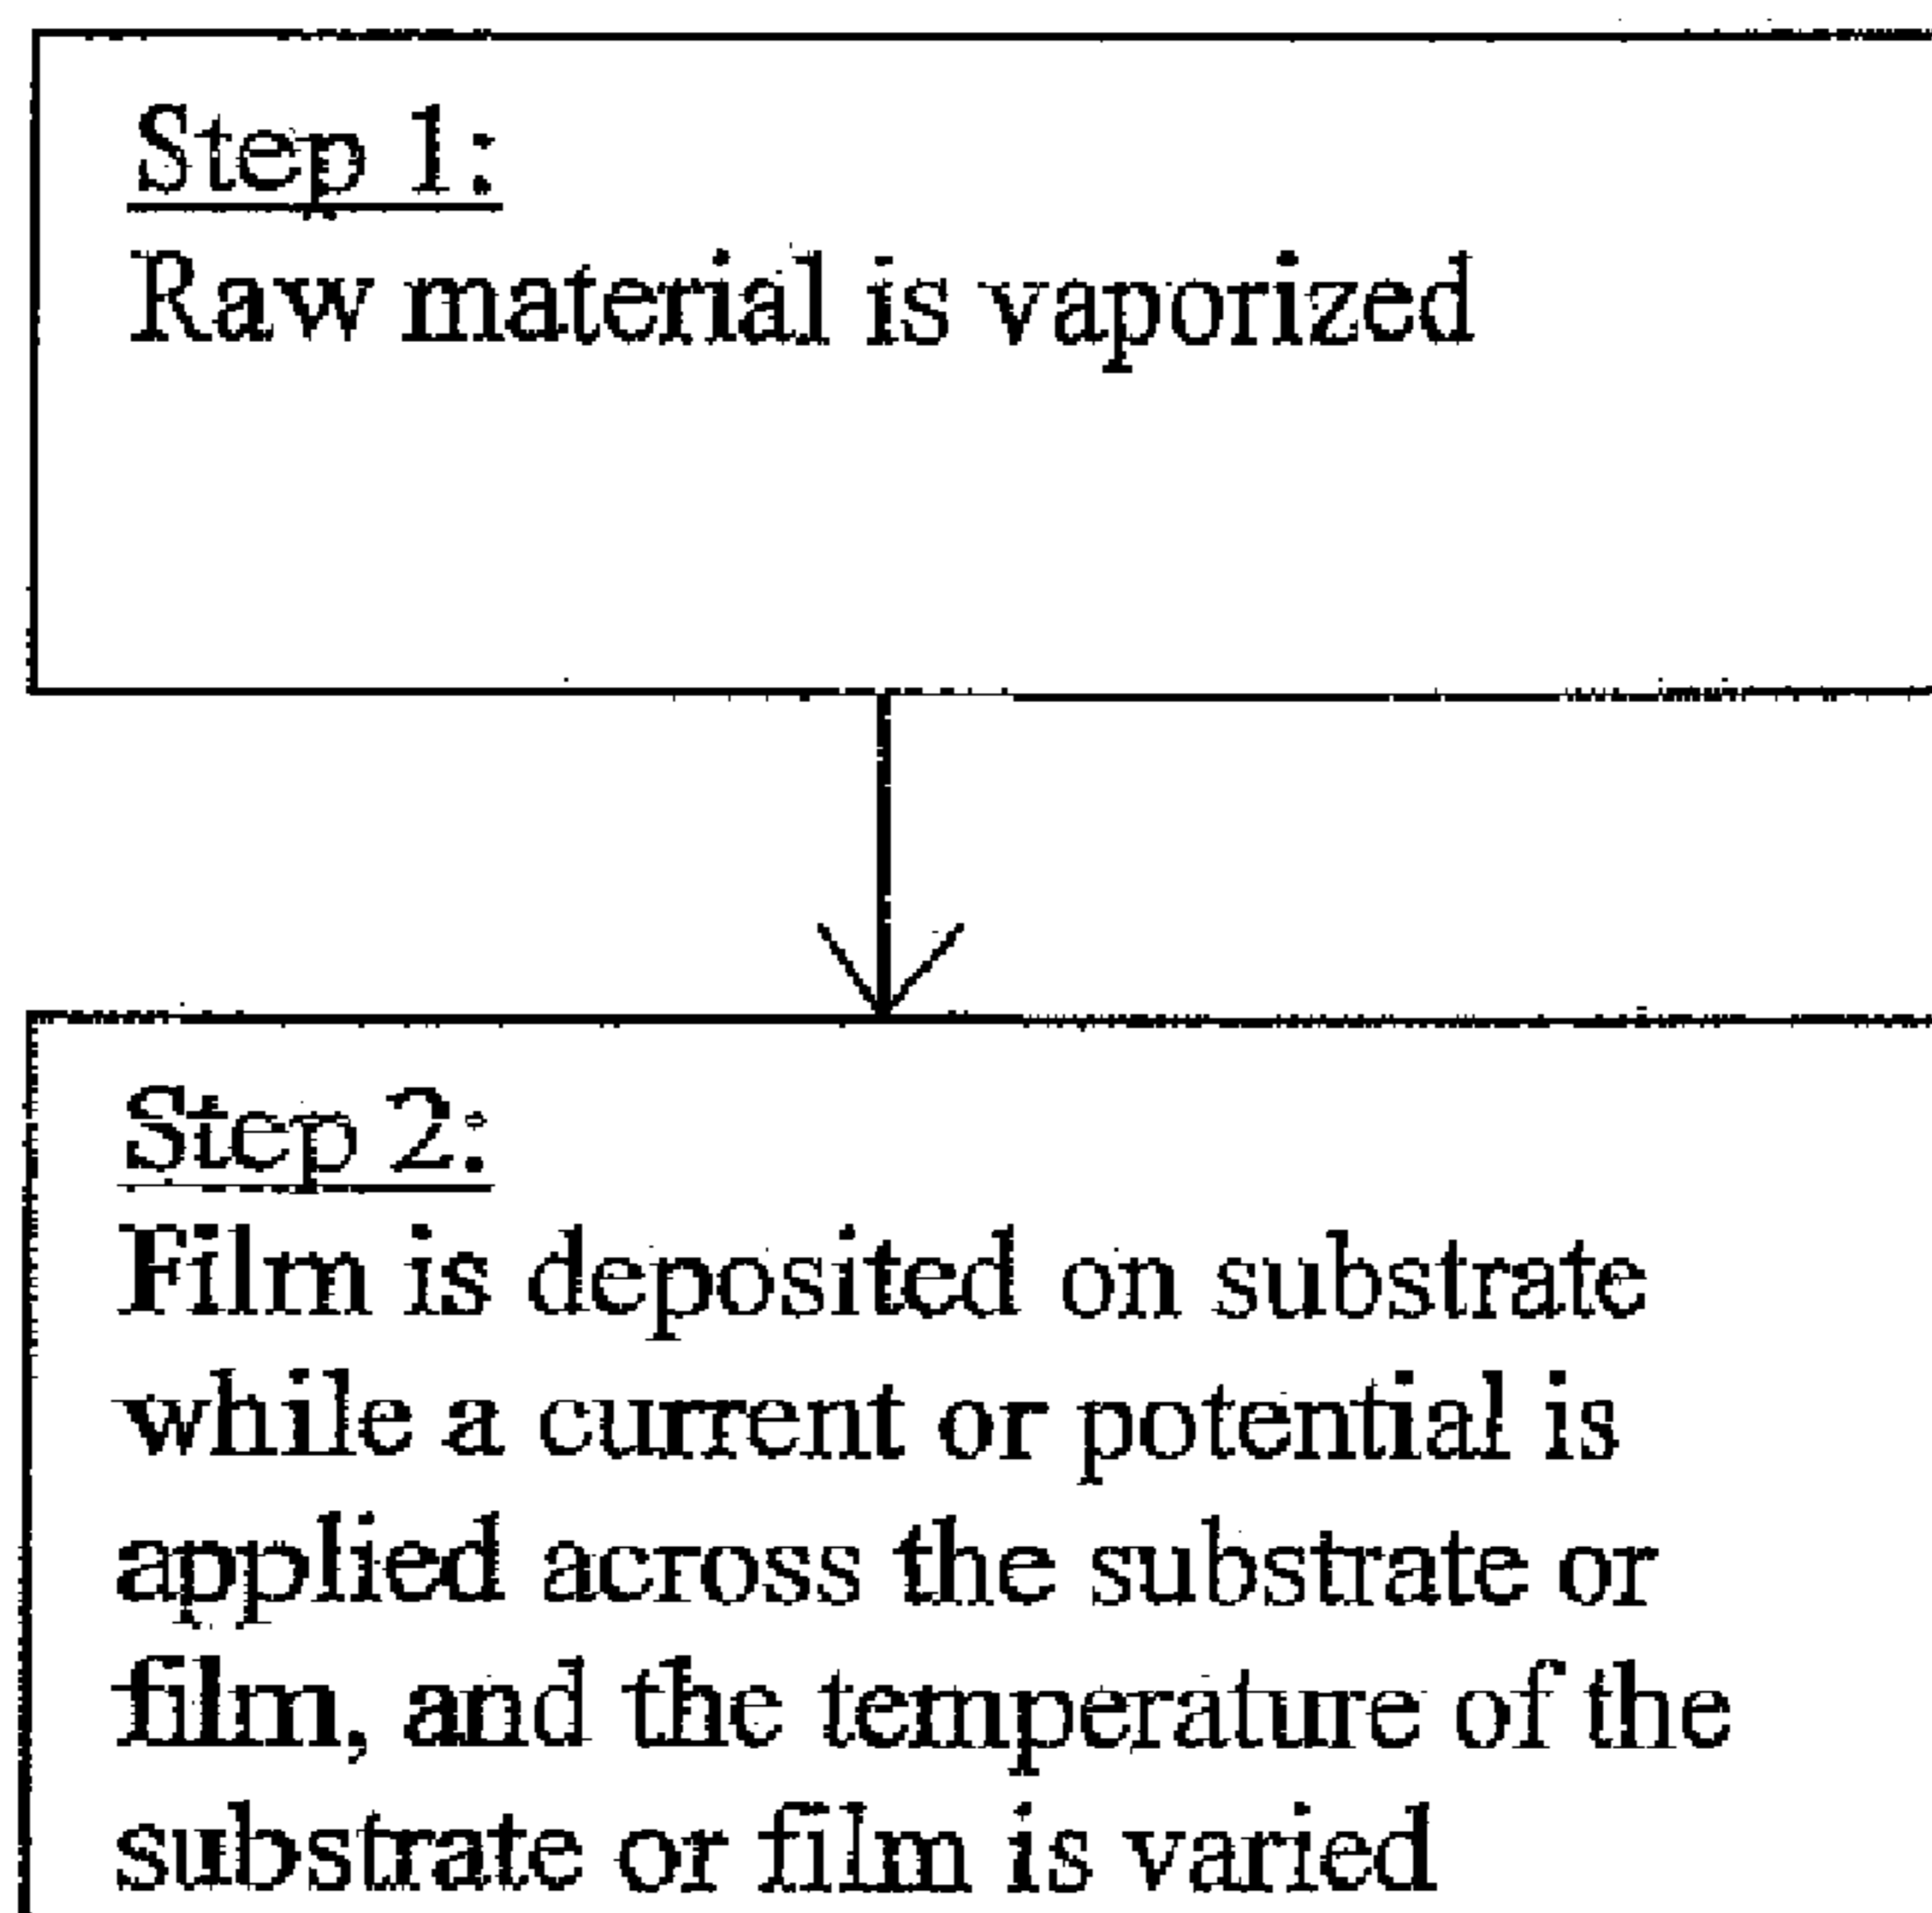 Step 1:
Raw material is vaporized
Step 2:
Film is deposited on substrate
while a current or potential is
applied across the substrate or
film, and the temperature of the
substrate or film is varied